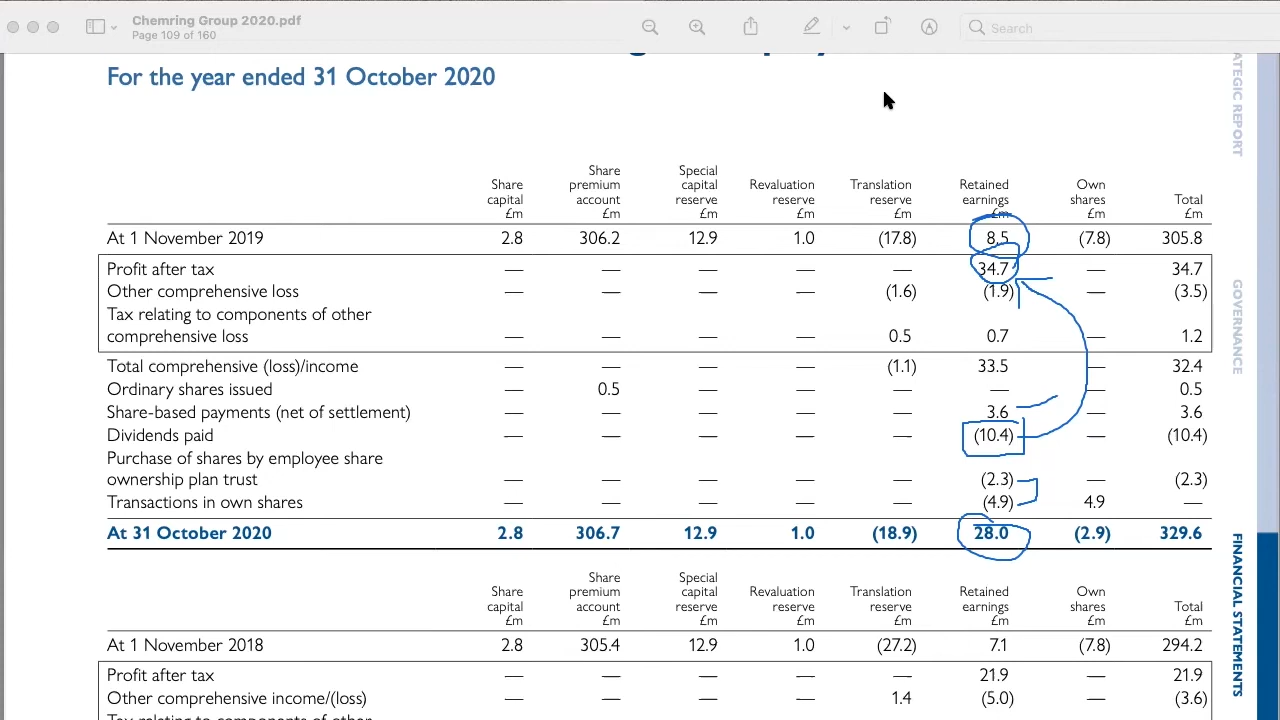 Chemring Group 2020.pdf
Page 109 of 160
Search
For the year ended 31 October 2020
Share capital £m Share premium account £m Special capital reserve £m Revaluation reserve £m Translation reserve £m Retained earnings £m Own shares £m Total £m
At 1 November 2019 2.8 306.2 12.9 1.0 (17.8) 8.5 (7.8) 305.8
Profit after tax — — — — — 34.7 — 34.7
Other comprehensive loss — — — — (1.6) (1.9) — (3.5)
Tax relating to components of other
comprehensive loss — — — — 0.5 0.7 — 1.2
Total comprehensive (loss)/income — — — — (1.1) 33.5 — 32.4
Ordinary shares issued — 0.5 — — — — — 0.5
Share-based payments (net of settlement) — — — — — 3.6 — 3.6
Dividends paid — — — — — (10.4) — (10.4)
Purchase of shares by employee share
ownership plan trust — — — — — (2.3) — (2.3)
Transactions in own shares — — — — — (4.9) 4.9 —
At 31 October 2020 2.8 306.7 12.9 1.0 (18.9) 28.0 (2.9) 329.6
Share capital £m Share premium account £m Special capital reserve £m Revaluation reserve £m Translation reserve £m Retained earnings £m Own shares £m Total £m
At 1 November 2018 2.8 305.4 12.9 1.0 (27.2) 7.1 (7.8) 294.2
Profit after tax — — — — — 21.9 — 21.9
Other comprehensive income/(loss) — — — — 1.4 (5.0) — (3.6)
Tax relating to components of other
REPORT
GOVERNANCE
FINANCIAL STATEMENTS